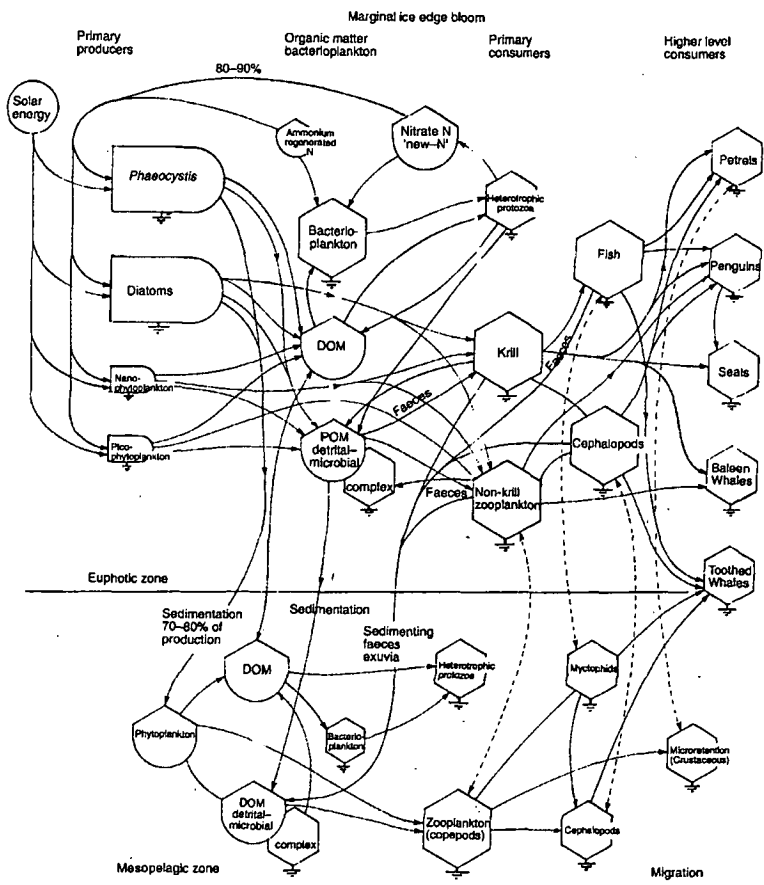 Marginal ice edge bloom
Primary
producers
Organic matter
bacterioplankton
Primary
consumers
Higher level
consumers
80–90%
Solar
energy
Ammonium
regenerated
N
Nitrate N
'new–N'
Phaeocystis
Petrels
Heterotrophic
protozoa
Bacterio-
plankton
Fish
Penguins
Diatoms
DOM
Krill
Faeces
Seals
Nano-
phytoplankton
Faeces
Pico-
phytoplankton
POM
detrital–
microbial
complex
Cephalopods
Faeces
Non-krill
zooplankton
Baleen
Whales
Toothed
Whales
Euphotic zone
Sedimentation
70–80% of
production
Sedimentation
Sedimenting
faeces
exuvia
DOM
Heterotrophic
protozoa
Myctophids
Phytoplankton
Bacterio-
plankton
Microretention
(Crustaceous)
DOM
detrital–
microbial
complex
Zooplankton
(copepods)
Cephalopods
Mesopelagic zone
Migration